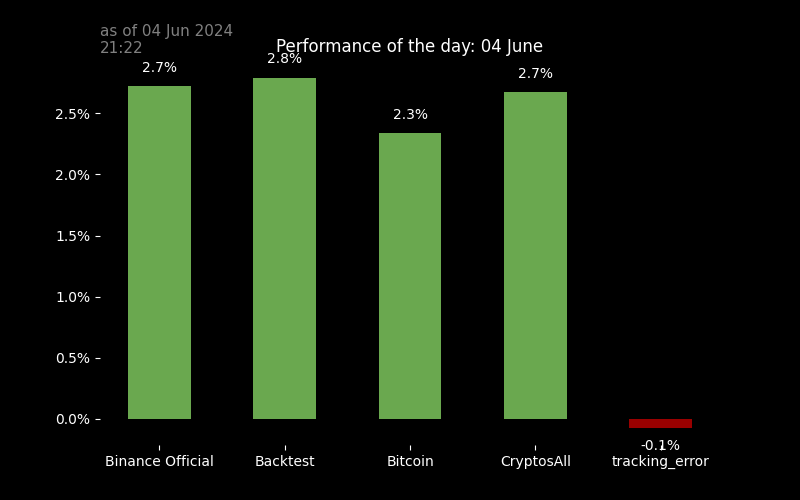 as of 04 Jun 2024
21:22
Performance of the day: 04 June
2.7%
2.8%
2.3%
2.7%
-0.1%
2.5%
2.0%
1.5%
1.0%
0.5%
0.0%
Binance Official
Backtest
Bitcoin
CryptosAll
tracking_error